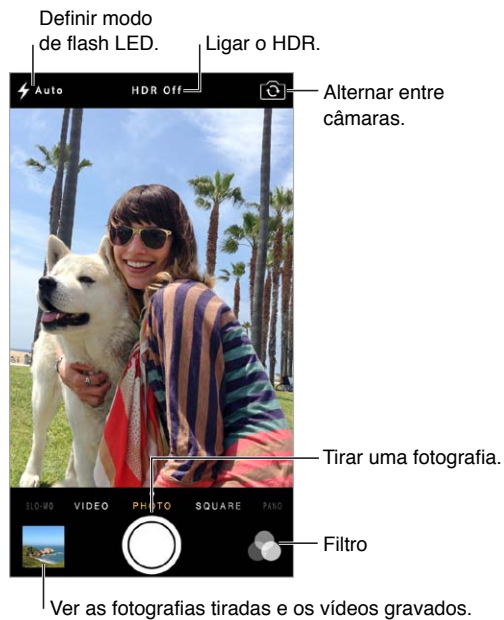 Definir modo
de flash LED.
Ligar o HDR.
Auto
HDR Off
Alternar entre
câmaras.
Tirar uma fotografia.
SLO-MO VIDEO PHOTO SQUARE PANO
Filtro
Ver as fotografias tiradas e os vídeos gravados.